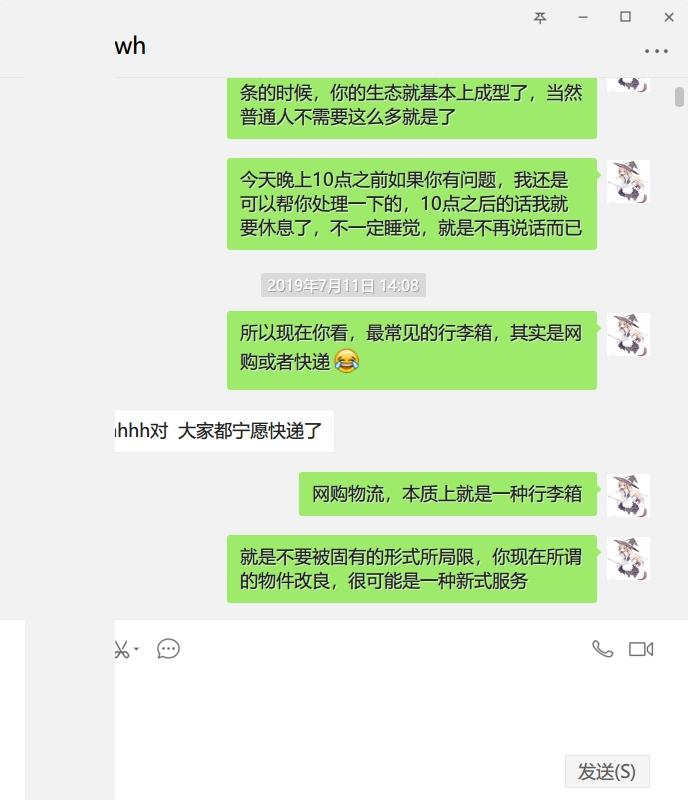 wh
条的时候，你的生态就基本上成型了，当然
普通人不需要这么多就是了
今天晚上10点之前如果你有问题，我还是
可以帮你处理一下的，10点之后的话我就
要休息了，不一定睡觉，就是不再说话而已
2019年7月11日 14:08
所以现在你看，最常见的行李箱，其实是网
购或者快递😂
hhh对  大家都宁愿快递了
网购物流，本质上就是一种行李箱
就是不要被固有的形式所局限，你现在所谓
的物件改良，很可能是一种新式服务
发送(S)